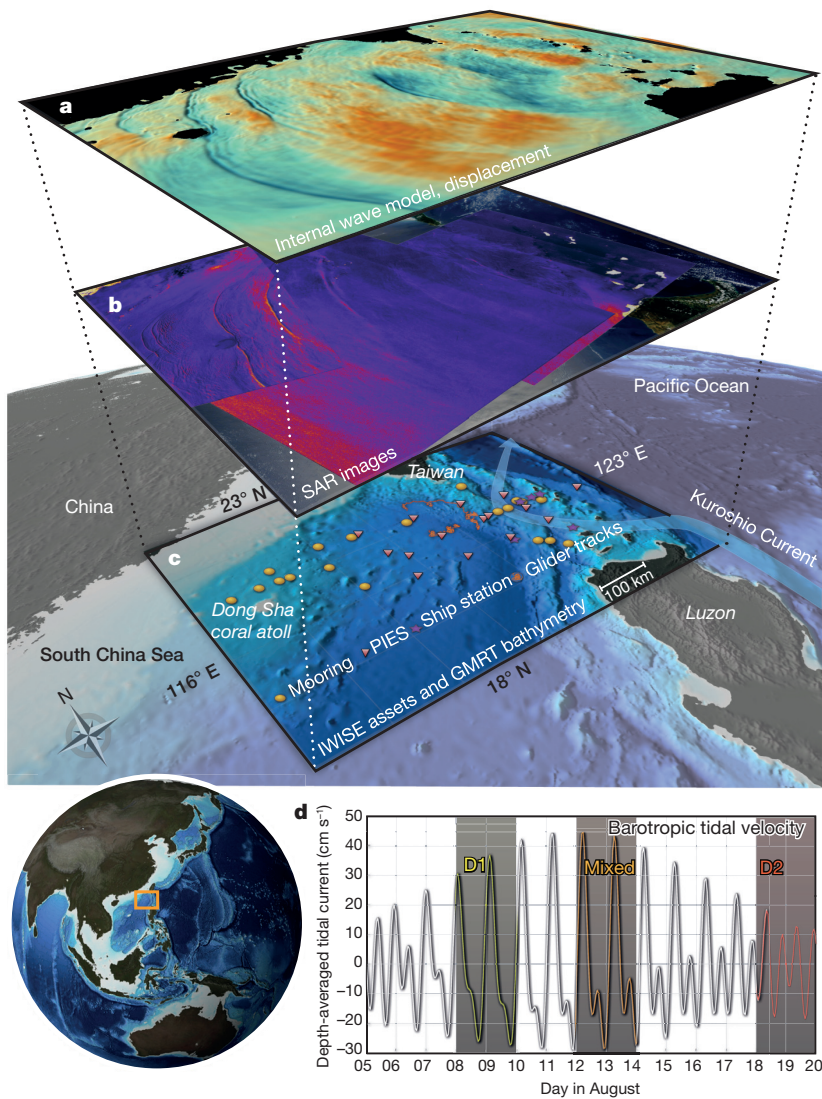 a
Internal wave model, displacement
b
SAR images
Pacific Ocean
Taiwan
123° E
China
23° N
Kuroshio Current
c
Glider tracks
Ship station
PIES
Mooring
100 km
Dong Sha
coral atoll
Luzon
South China Sea
116° E
18° N
IWISE assets and GMRT bathymetry
N
d
Barotropic tidal velocity
D1
Mixed
D2
Depth-averaged tidal current (cm s⁻¹)
50
40
30
20
10
0
–10
–20
–30
05 06 07 08 09 10 11 12 13 14 15 16 17 18 19 20
Day in August